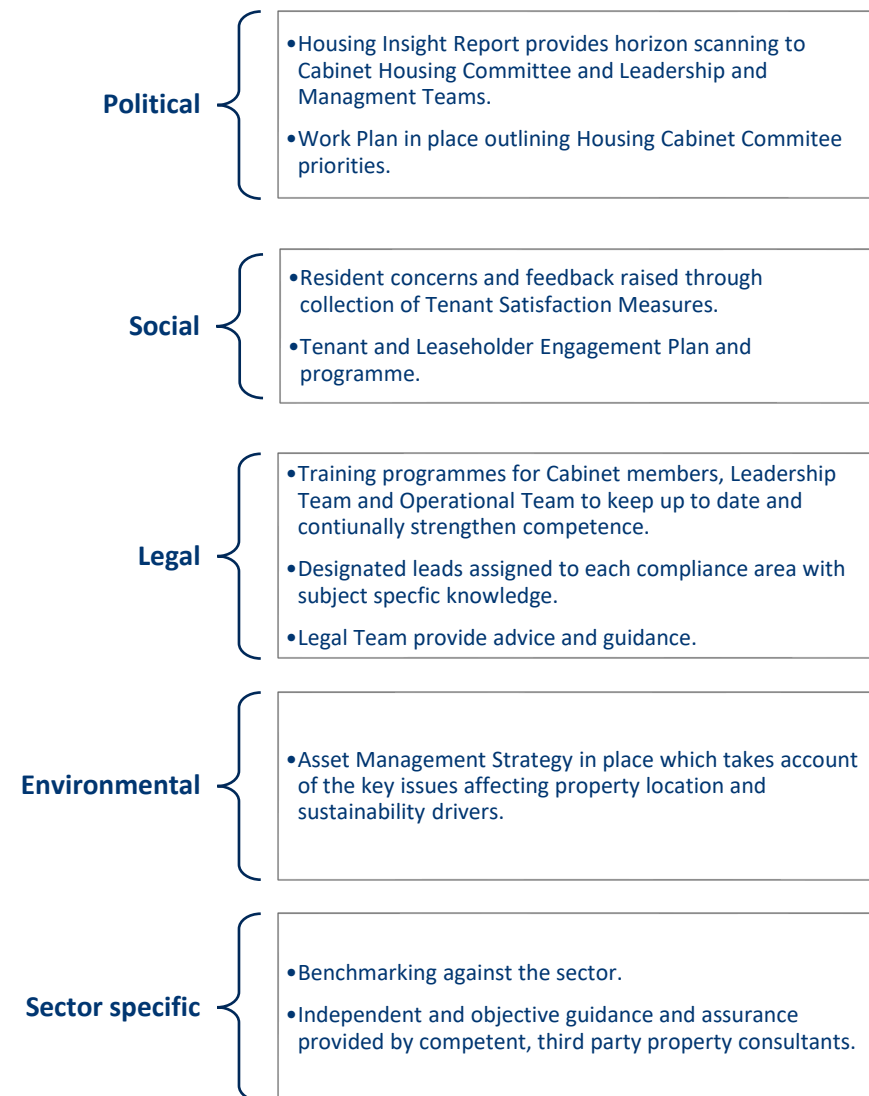 Political
•Housing Insight Report provides horizon scanning to
Cabinet Housing Committee and Leadership and
Managment Teams.
•Work Plan in place outlining Housing Cabinet Commitee
priorities.
Social
•Resident concerns and feedback raised through
collection of Tenant Satisfaction Measures.
•Tenant and Leaseholder Engagement Plan and
programme.
Legal
•Training programmes for Cabinet members, Leadership
Team and Operational Team to keep up to date and
contiunally strengthen competence.
•Designated leads assigned to each compliance area with
subject specfic knowledge.
•Legal Team provide advice and guidance.
Environmental
•Asset Management Strategy in place which takes account
of the key issues affecting property location and
sustainability drivers.
Sector specific
•Benchmarking against the sector.
•Independent and objective guidance and assurance
provided by competent, third party property consultants.